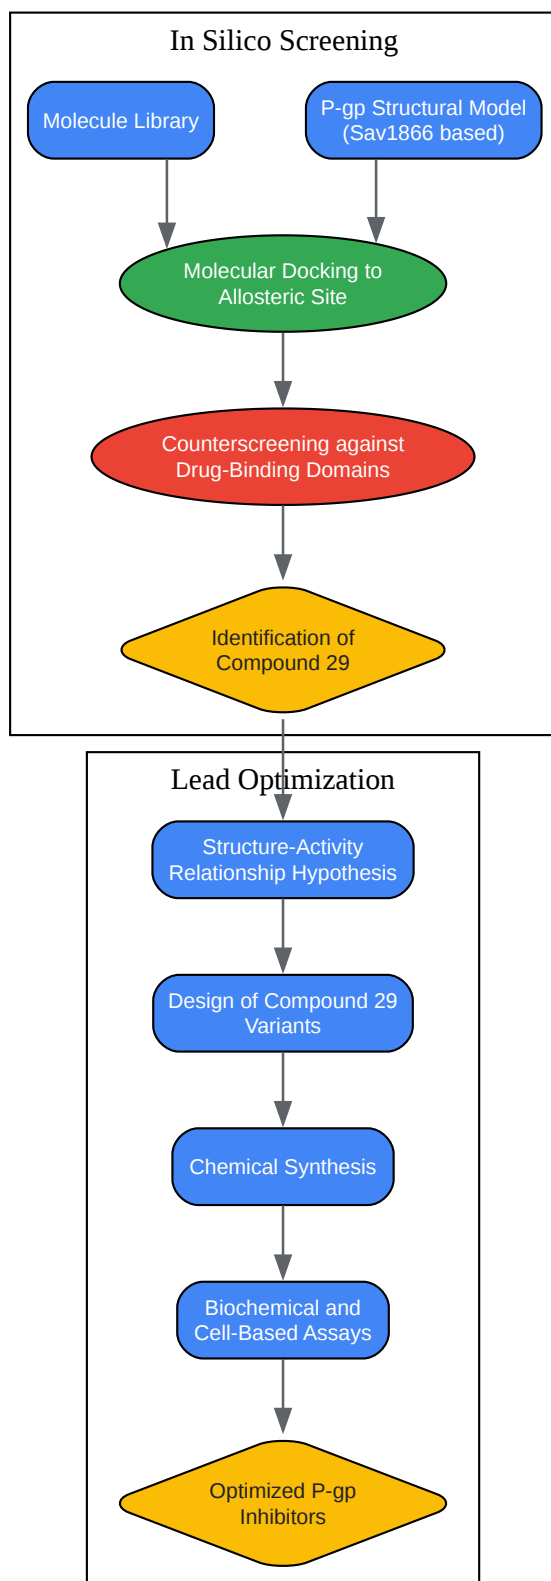 In Silico Screening
Molecule Library
P-gp Structural Model
(Sav1866 based)
Molecular Docking to
Allosteric Site
Counterscreening against
Drug-Binding Domains
Identification of
Compound 29
Lead Optimization
Structure-Activity
Relationship Hypothesis
Design of Compound 29
Variants
Chemical Synthesis
Biochemical and
Cell-Based Assays
Optimized P-gp
Inhibitors